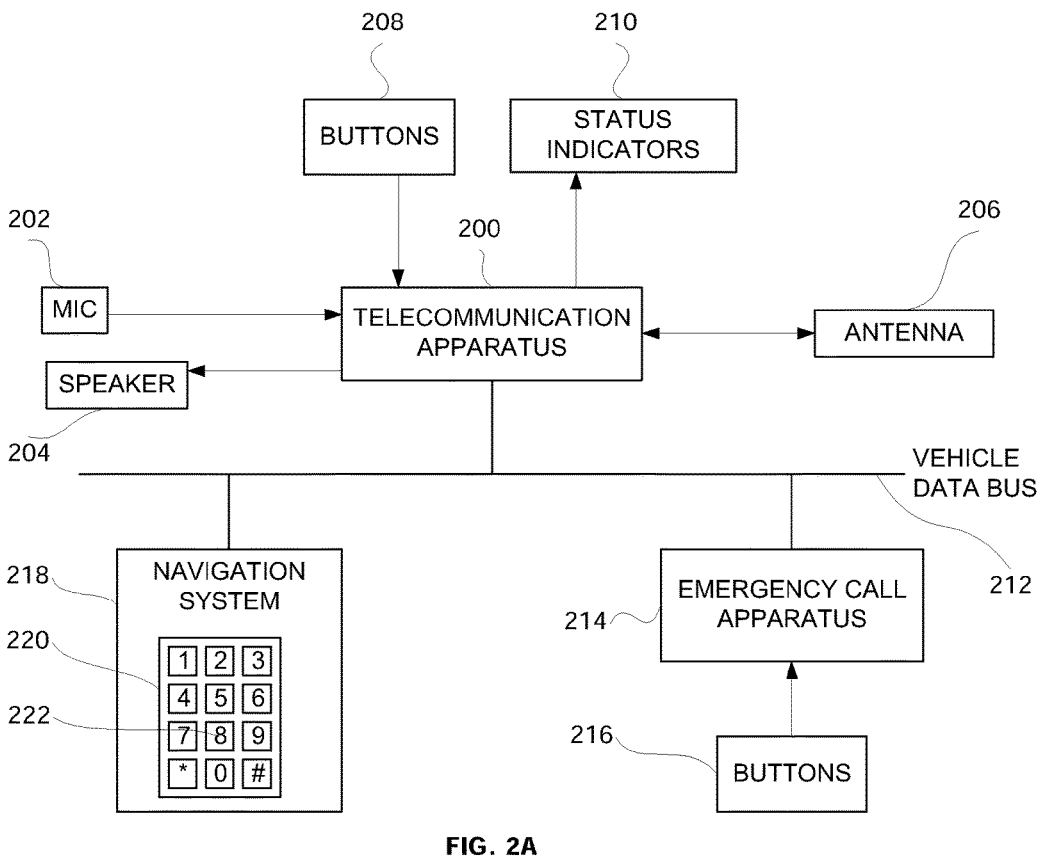 208
210
BUTTONS
STATUS
INDICATORS
202
200
206
MIC
TELECOMMUNICATION
APPARATUS
ANTENNA
SPEAKER
204
VEHICLE
DATA BUS
212
218
NAVIGATION
SYSTEM
220
1 2 3
4 5 6
222
7 8 9
* 0 #
214
EMERGENCY CALL
APPARATUS
216
BUTTONS
FIG. 2A